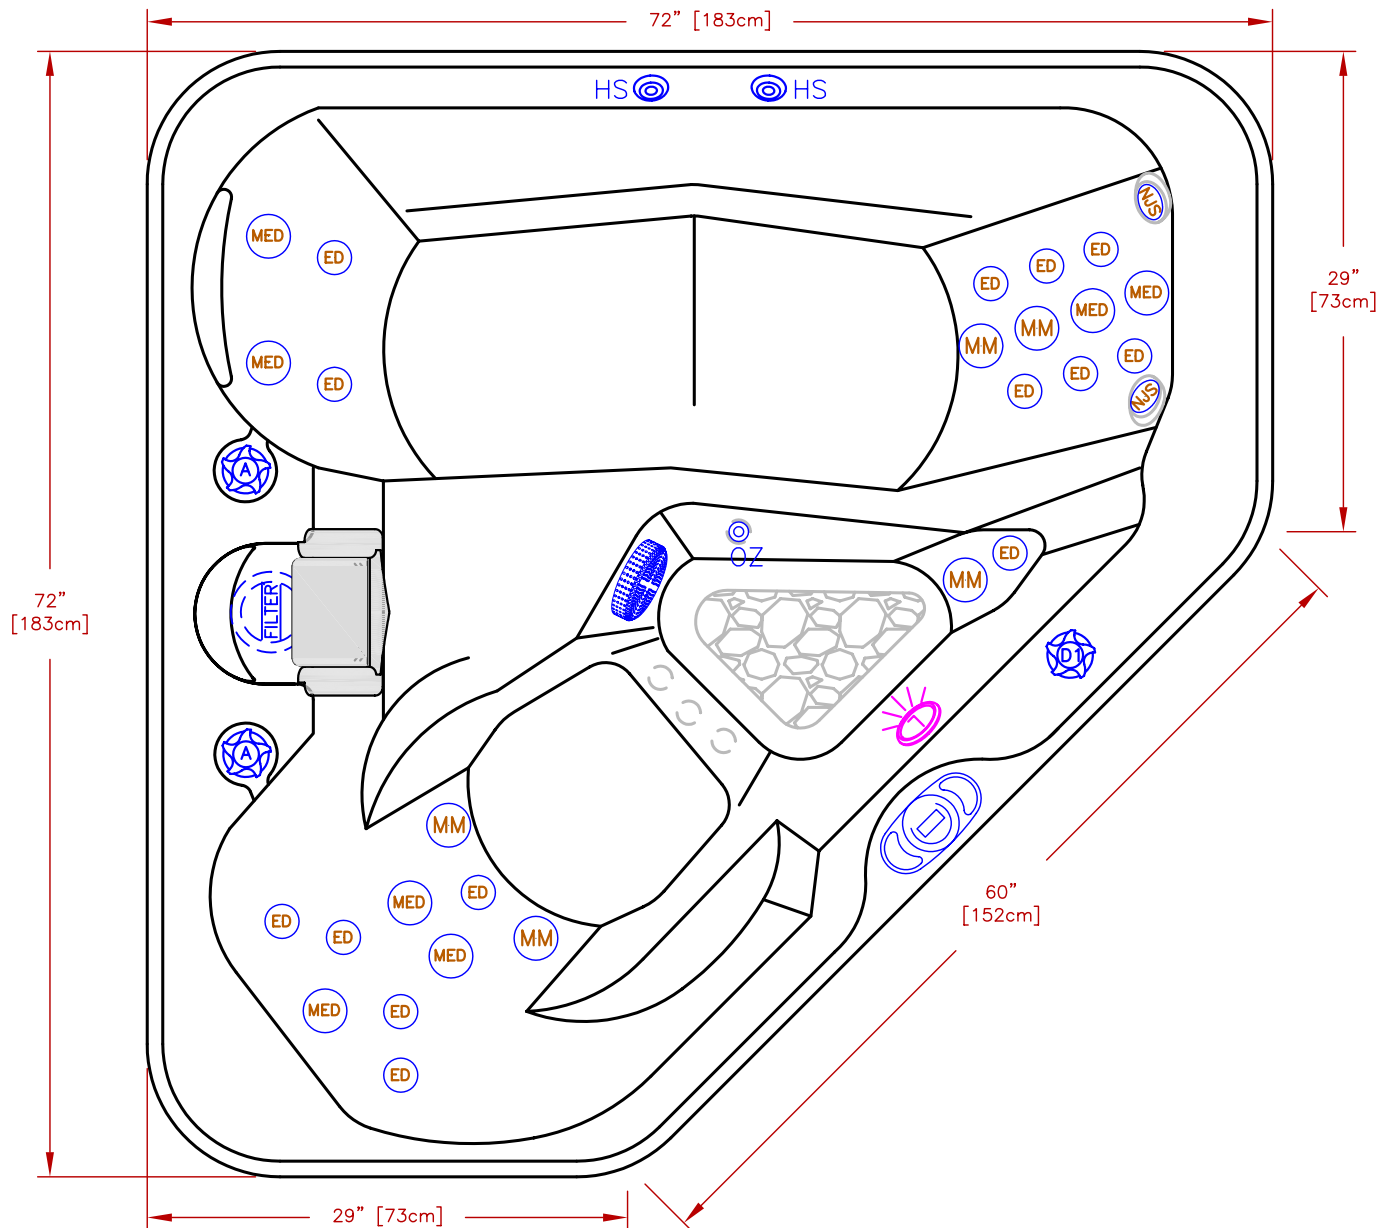 72” [183cm]
HS HS
NJS
MED ED
ED ED ED
MED MED
MM MM
29”
[73cm]
MED ED
ED ED ED
NJS
A
OZ
ED
MM
72”
[183cm]
FILTER
D1
A
MM
60”
[152cm]
MED ED
ED ED
MM
MED
MED ED
ED
29” [73cm]